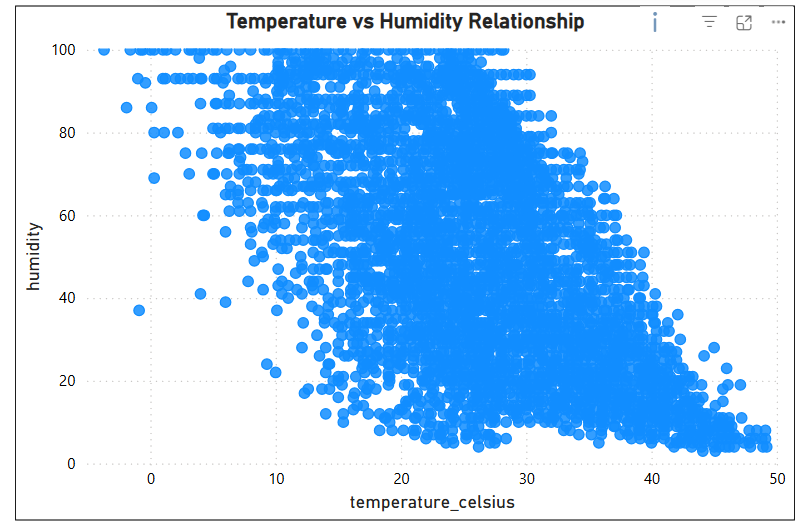 Temperature vs Humidity Relationship
100
80
60
40
20
0
humidity
0 10 20 30 40 50
temperature_celsius